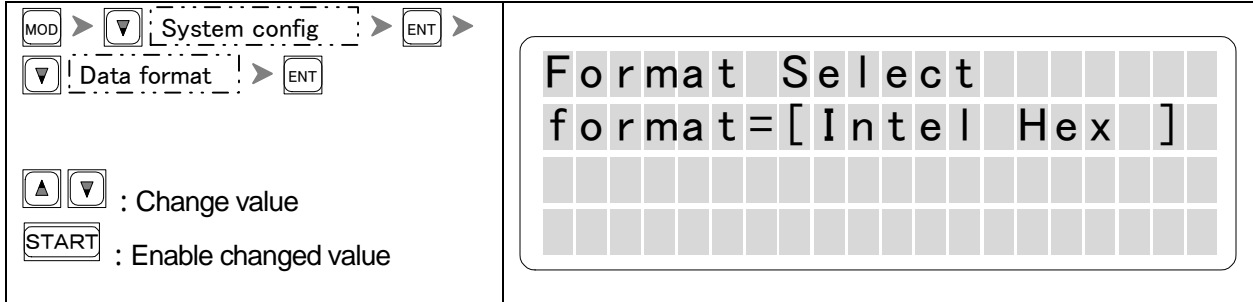 MOD > ▼ System config > ENT >
▼ Data format > ENT
▲ ▼ : Change value
START : Enable changed value
Format Select
format=[Intel Hex ]